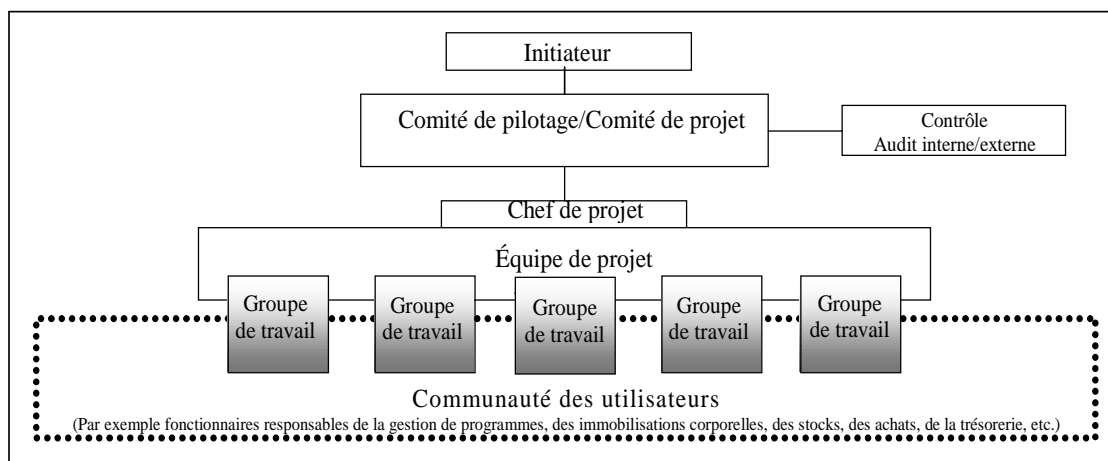 Initiateur
Comité de pilotage/Comité de projet
Contrôle
Audit interne/externe
Chef de projet
Équipe de projet
Groupe
de travail
Groupe
de travail
Groupe
de travail
Groupe
de travail
Groupe
de travail
Communauté des utilisateurs
(Par exemple fonctionnaires responsables de la gestion de programmes, des immobilisations corporelles, des stocks, des achats, de la trésorerie, etc.)